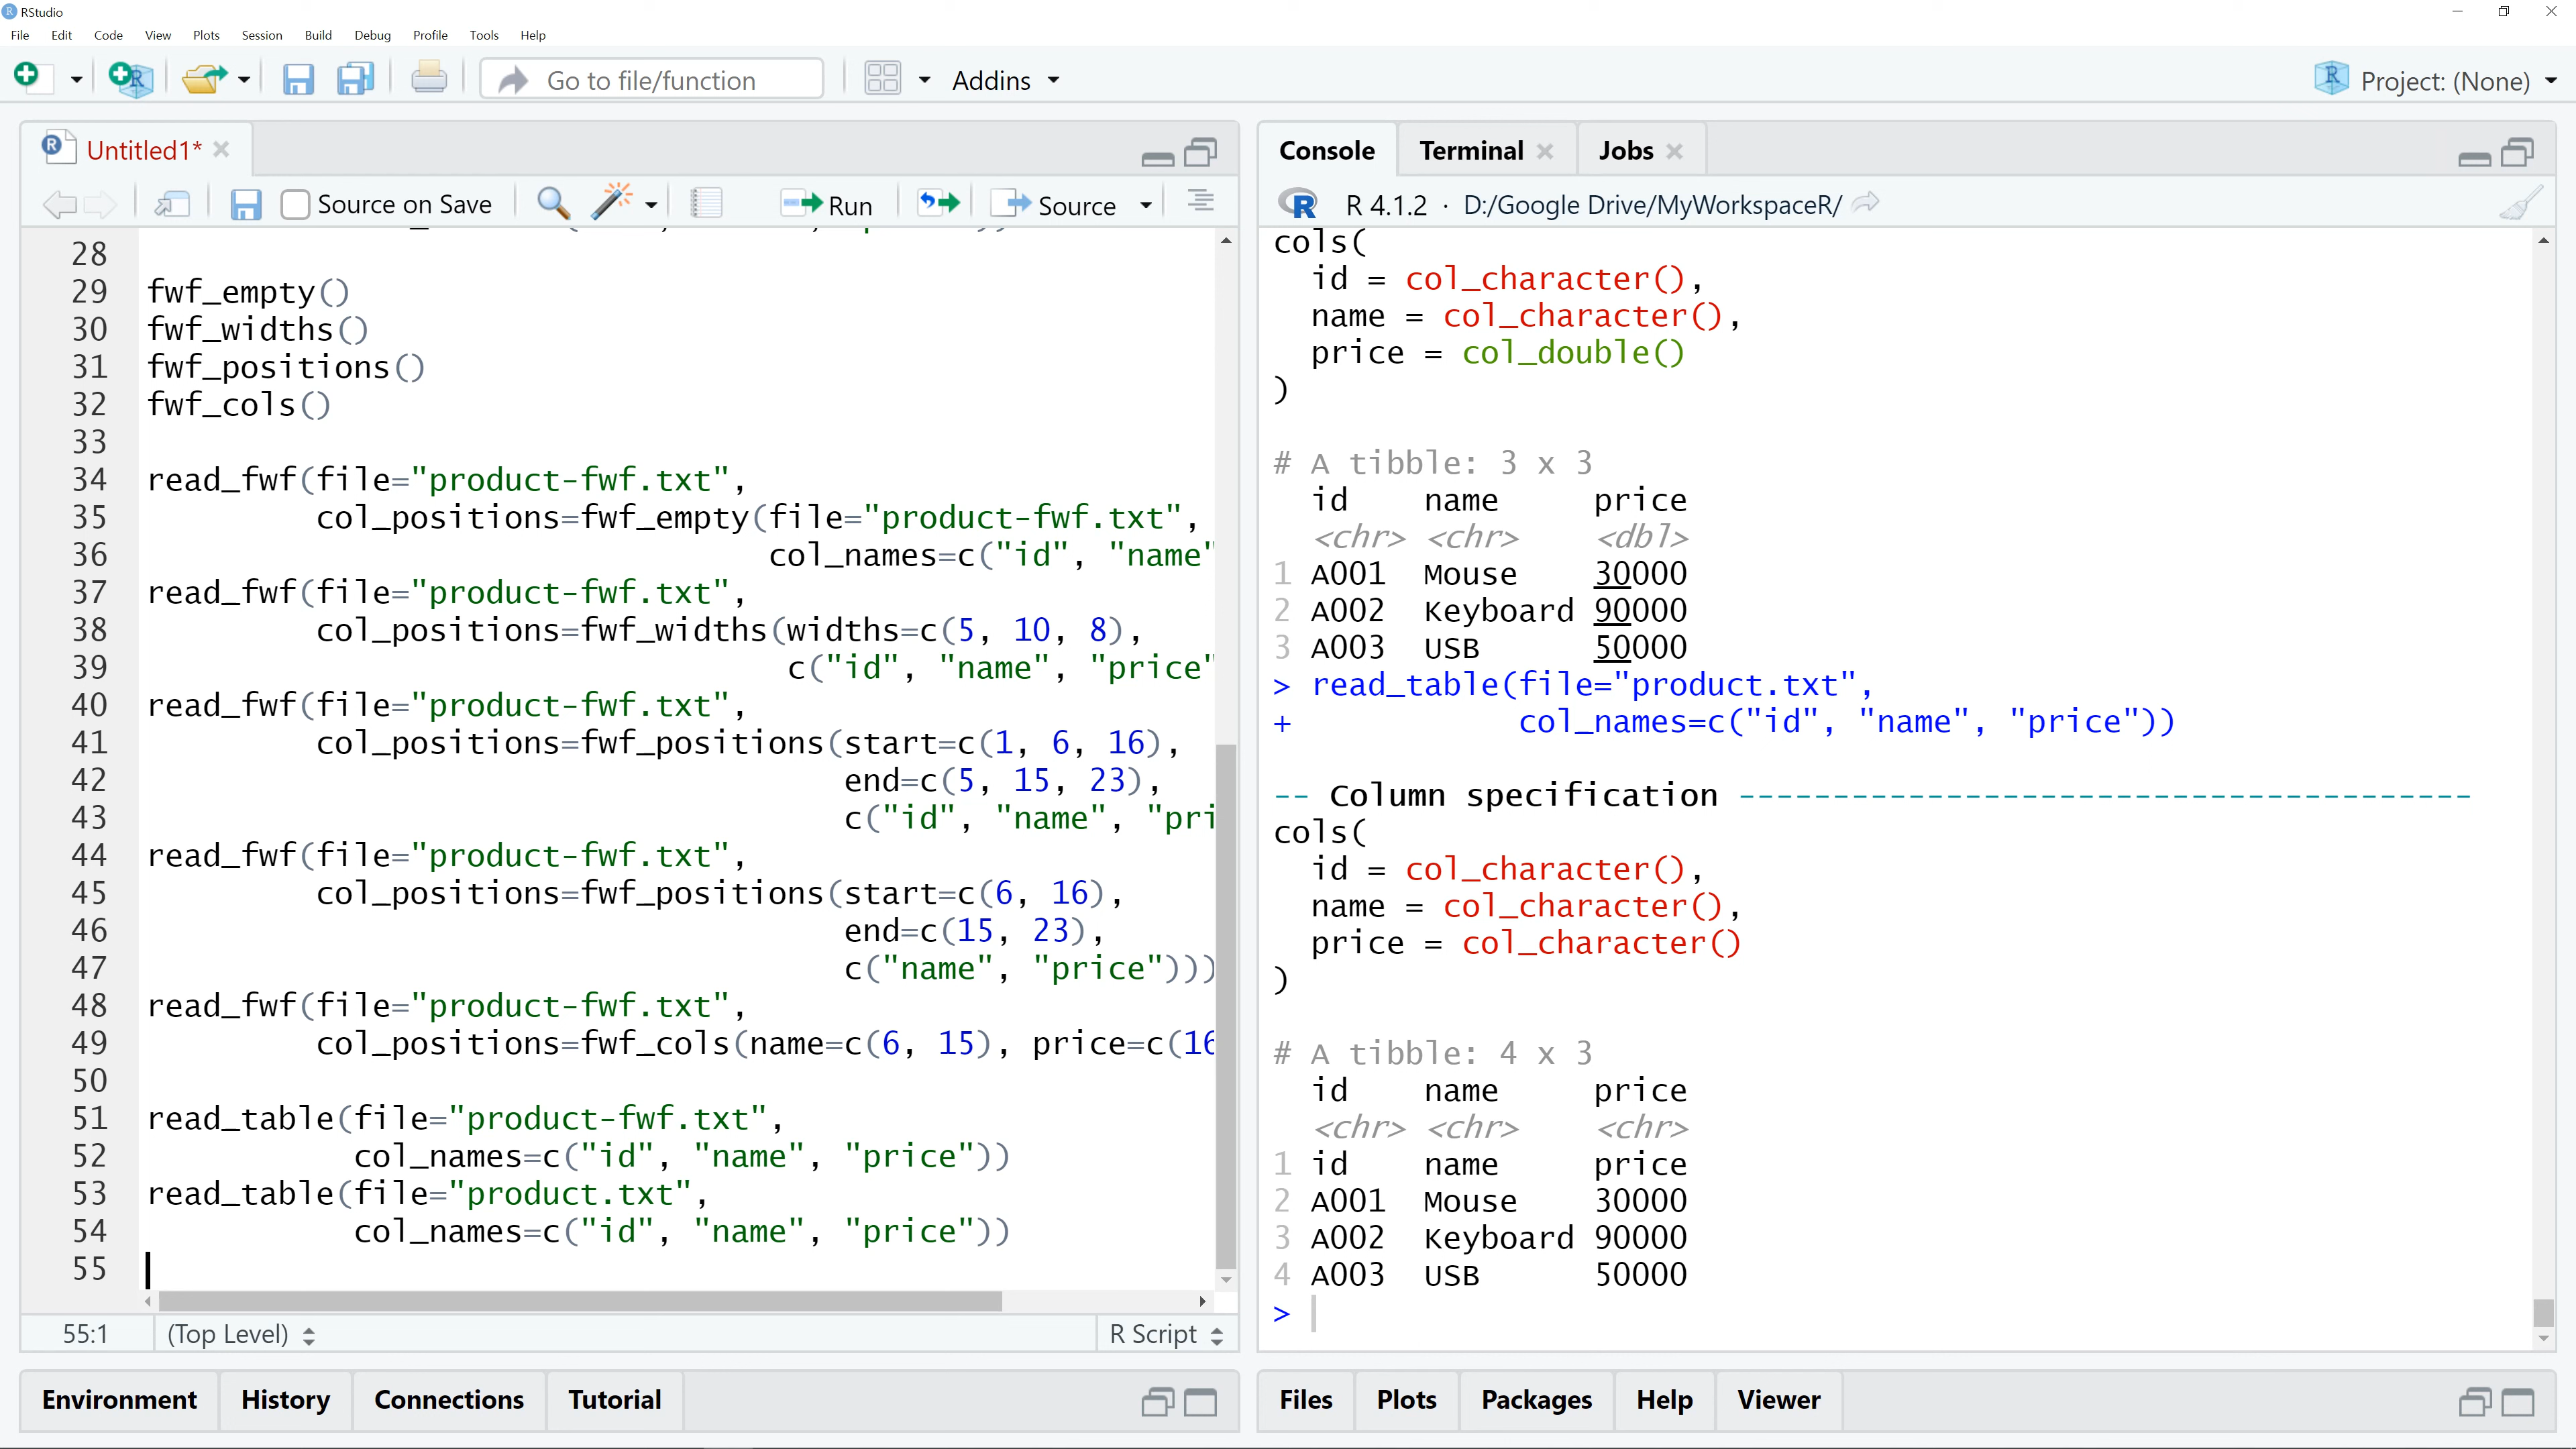 RStudio
File Edit Code View Plots Session Build Debug Profile Tools Help
Go to file/function Addins Project: (None)
Untitled1*
Source on Save Run Source
28
29 fwf_empty()
30 fwf_widths()
31 fwf_positions()
32 fwf_cols()
33
34 read_fwf(file="product-fwf.txt",
35 col_positions=fwf_empty(file="product-fwf.txt",
36 col_names=c("id", "name"
37 read_fwf(file="product-fwf.txt",
38 col_positions=fwf_widths(widths=c(5, 10, 8),
39 c("id", "name", "price"
40 read_fwf(file="product-fwf.txt",
41 col_positions=fwf_positions(start=c(1, 6, 16),
42 end=c(5, 15, 23),
43 c("id", "name", "pri
44 read_fwf(file="product-fwf.txt",
45 col_positions=fwf_positions(start=c(6, 16),
46 end=c(15, 23),
47 c("name", "price")))
48 read_fwf(file="product-fwf.txt",
49 col_positions=fwf_cols(name=c(6, 15), price=c(16
50
51 read_table(file="product-fwf.txt",
52 col_names=c("id", "name", "price"))
53 read_table(file="product.txt",
54 col_names=c("id", "name", "price"))
55
55:1 (Top Level) R Script
Environment History Connections Tutorial
Console Terminal Jobs
R 4.1.2 · D:/Google Drive/MyWorkspaceR/
cols(
id = col_character(),
name = col_character(),
price = col_double()
)
# A tibble: 3 x 3
id name price
<chr> <chr> <dbl>
1 A001 Mouse 30000
2 A002 Keyboard 90000
3 A003 USB 50000
> read_table(file="product.txt",
+ col_names=c("id", "name", "price"))
-- Column specification ---------------------------------------
cols(
id = col_character(),
name = col_character(),
price = col_character()
)
# A tibble: 4 x 3
id name price
<chr> <chr> <chr>
1 id name price
2 A001 Mouse 30000
3 A002 Keyboard 90000
4 A003 USB 50000
>
Files Plots Packages Help Viewer